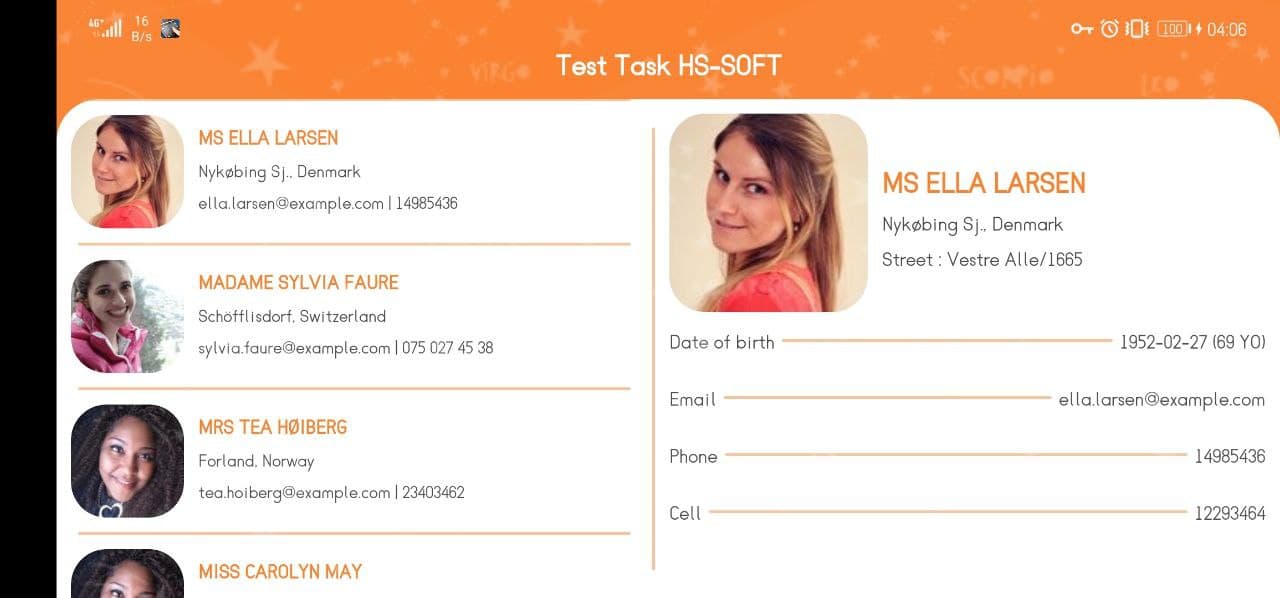 4G+
16
B/s
100
04:06
Test Task HS-SOFT
VIRGO
SCORPIO
LEO
MS ELLA LARSEN
Nykøbing Sj., Denmark
ella.larsen@example.com | 14985436
MADAME SYLVIA FAURE
Schöfflisdorf, Switzerland
sylvia.faure@example.com | 075 027 45 38
MRS TEA HØIBERG
Forland, Norway
tea.hoiberg@example.com | 23403462
MISS CAROLYN MAY
MS ELLA LARSEN
Nykøbing Sj., Denmark
Street : Vestre Alle/1665
Date of birth 1952-02-27 (69 YO)
Email ella.larsen@example.com
Phone 14985436
Cell 12293464